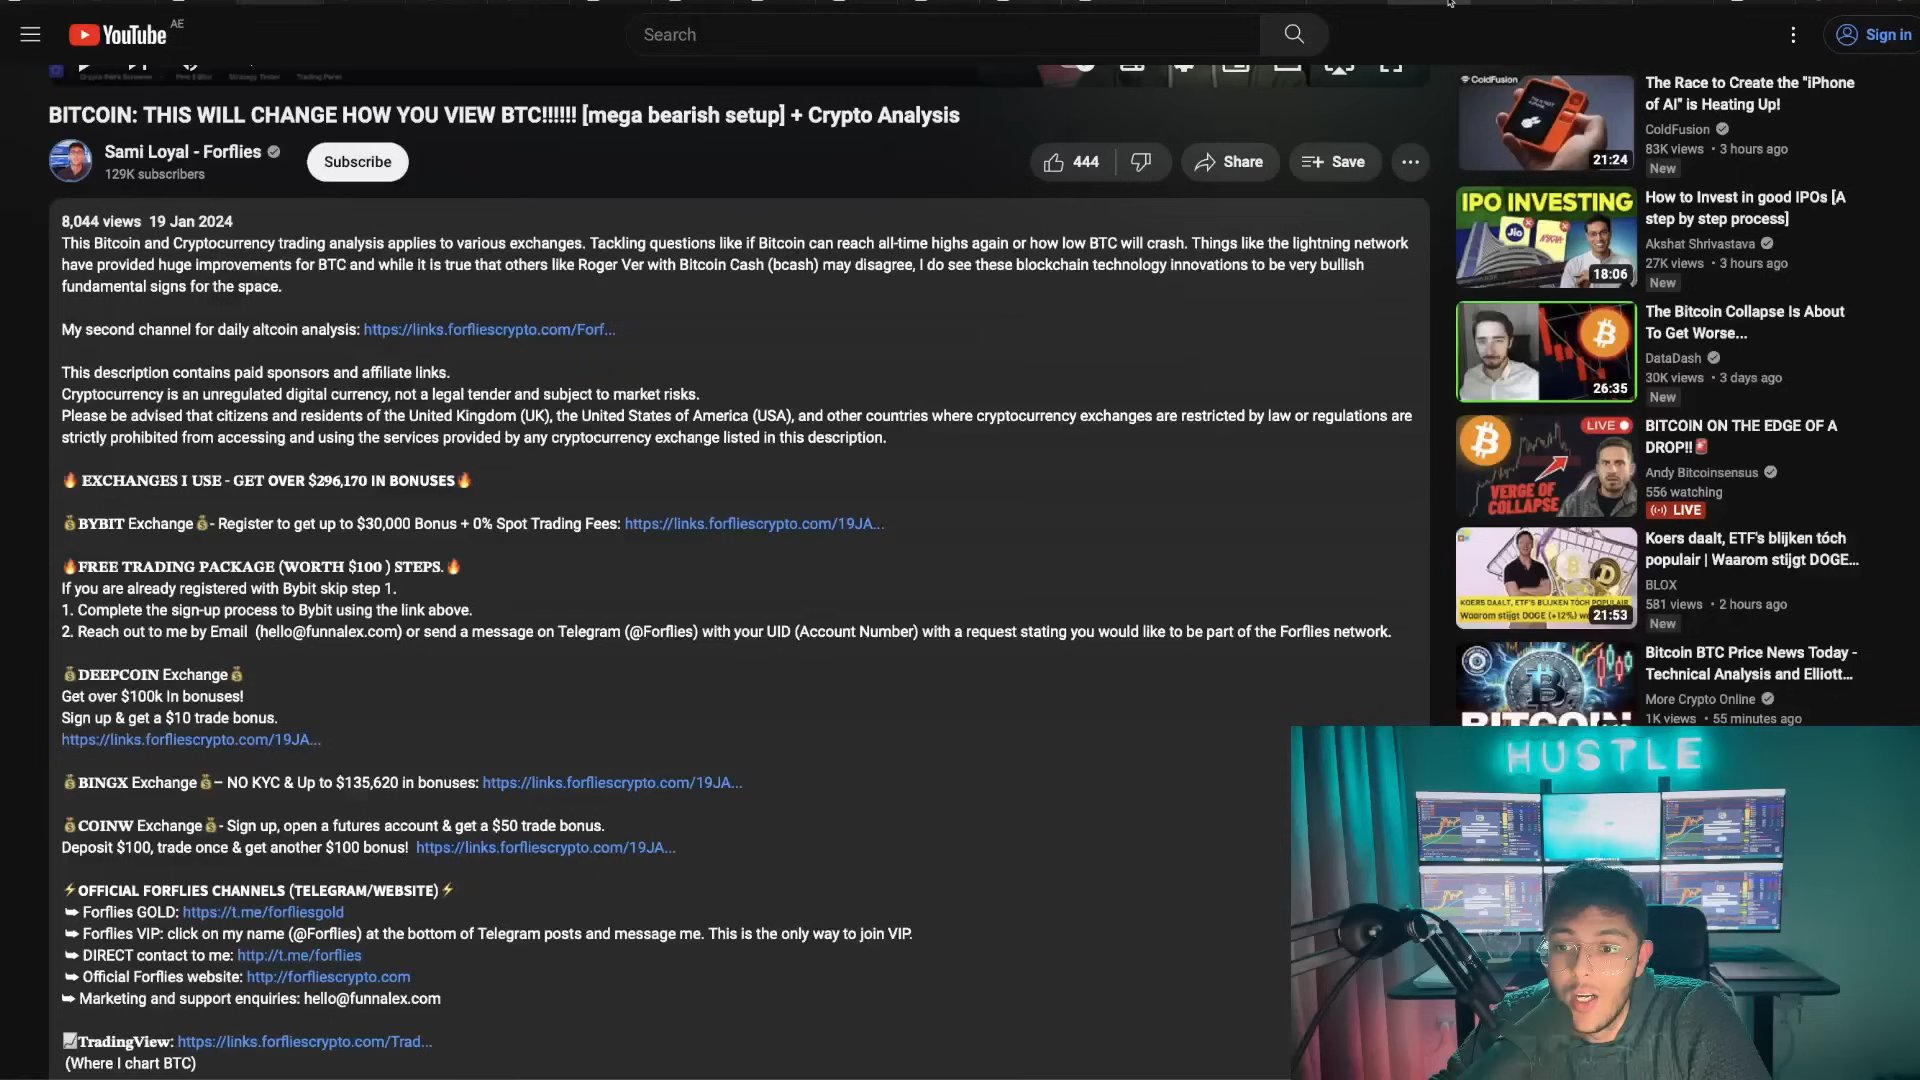 YouTube AE
Search
Sign in
BITCOIN: THIS WILL CHANGE HOW YOU VIEW BTC!!!!!! [mega bearish setup] + Crypto Analysis
Sami Loyal - Forflies
129K subscribers
Subscribe
444
Share
Save
8,044 views 19 Jan 2024
This Bitcoin and Cryptocurrency trading analysis applies to various exchanges. Tackling questions like if Bitcoin can reach all-time highs again or how low BTC will crash. Things like the lightning network
have provided huge improvements for BTC and while it is true that others like Roger Ver with Bitcoin Cash (bcash) may disagree, I do see these blockchain technology innovations to be very bullish
fundamental signs for the space.
My second channel for daily altcoin analysis: https://links.forfliescrypto.com/Forf...
This description contains paid sponsors and affiliate links.
Cryptocurrency is an unregulated digital currency, not a legal tender and subject to market risks.
Please be advised that citizens and residents of the United Kingdom (UK), the United States of America (USA), and other countries where cryptocurrency exchanges are restricted by law or regulations are
strictly prohibited from accessing and using the services provided by any cryptocurrency exchange listed in this description.
🔥 EXCHANGES I USE - GET OVER $296,170 IN BONUSES🔥
💰BYBIT Exchange💰- Register to get up to $30,000 Bonus + 0% Spot Trading Fees: https://links.forfliescrypto.com/19JA...
🔥FREE TRADING PACKAGE (WORTH $100 ) STEPS.🔥
If you are already registered with Bybit skip step 1.
1. Complete the sign-up process to Bybit using the link above.
2. Reach out to me by Email (hello@funnalex.com) or send a message on Telegram (@Forflies) with your UID (Account Number) with a request stating you would like to be part of the Forflies network.
💰DEEPCOIN Exchange💰
Get over $100k In bonuses!
Sign up & get a $10 trade bonus.
https://links.forfliescrypto.com/19JA...
💰BINGX Exchange💰– NO KYC & Up to $135,620 in bonuses: https://links.forfliescrypto.com/19JA...
💰COINW Exchange💰- Sign up, open a futures account & get a $50 trade bonus.
Deposit $100, trade once & get another $100 bonus! https://links.forfliescrypto.com/19JA...
⚡OFFICIAL FORFLIES CHANNELS (TELEGRAM/WEBSITE)⚡
➥ Forflies GOLD: https://t.me/forfliesgold
➥ Forflies VIP: click on my name (@Forflies) at the bottom of Telegram posts and message me. This is the only way to join VIP.
➥ DIRECT contact to me: http://t.me/forflies
➥ Official Forflies website: http://forfliescrypto.com
➥ Marketing and support enquiries: hello@funnalex.com
📈TradingView: https://links.forfliescrypto.com/Trad...
(Where I chart BTC)
ColdFusion
21:24
The Race to Create the "iPhone
of AI" is Heating Up!
ColdFusion
83K views • 3 hours ago
New
IPO INVESTING
Jio
NYKAA
18:06
How to Invest in good IPOs [A
step by step process]
Akshat Shrivastava
27K views • 3 hours ago
New
26:35
The Bitcoin Collapse Is About
To Get Worse...
DataDash
30K views • 3 days ago
New
LIVE
VERGE OF
COLLAPSE
BITCOIN ON THE EDGE OF A
DROP!!🚨
Andy Bitcoinsensus
556 watching
LIVE
KOERS DAALT, ETF'S BLIJKEN TÓCH POPULAIR
Waarom stijgt DOGE (+12%)
21:53
Koers daalt, ETF's blijken tóch
populair | Waarom stijgt DOGE...
BLOX
581 views • 2 hours ago
New
BITCOIN
Bitcoin BTC Price News Today -
Technical Analysis and Elliott...
More Crypto Online
1K views • 55 minutes ago
HUSTLE